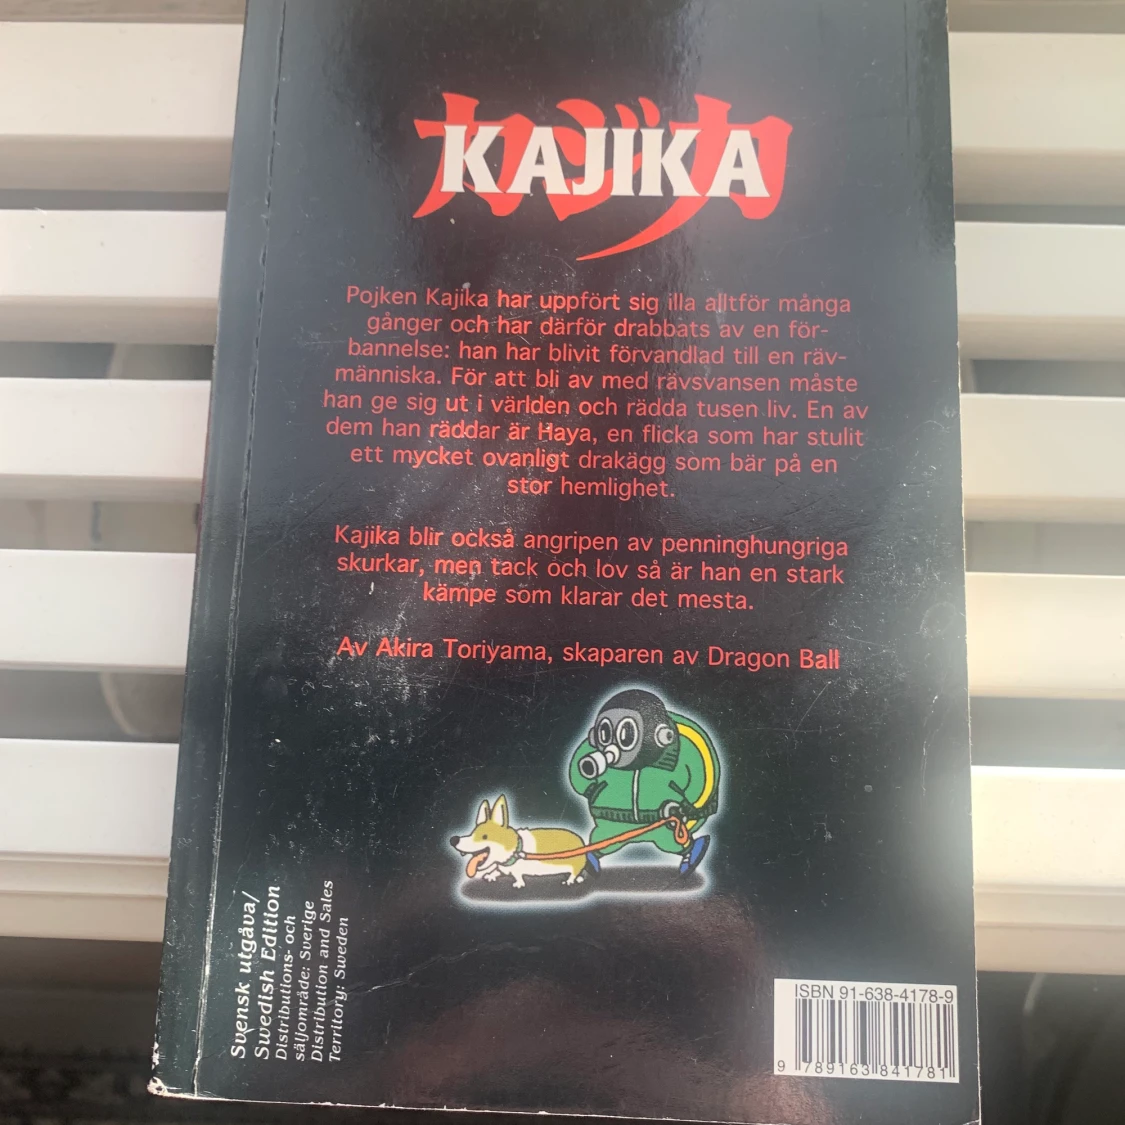 カジカ
KAJIKA
Pojken Kajika har uppfört sig illa alltför många
gånger och har därför drabbats av en för-
bannelse: han har blivit förvandlad till en räv-
människa. För att bli av med rävsvansen måste
han ge sig ut i världen och rädda tusen liv. En av
dem han räddar är Haya, en flicka som har stulit
ett mycket ovanligt drakägg som bär på en
stor hemlighet.
Kajika blir också angripen av penninghungriga
skurkar, men tack och lov så är han en stark
kämpe som klarar det mesta.
Av Akira Toriyama, skaparen av Dragon Ball
Svensk utgåva/
Swedish Edition
Distributions- och
säljområde: Sverige
Distribution and Sales
Territory: Sweden
ISBN 91-638-4178-9
9 789163 841781